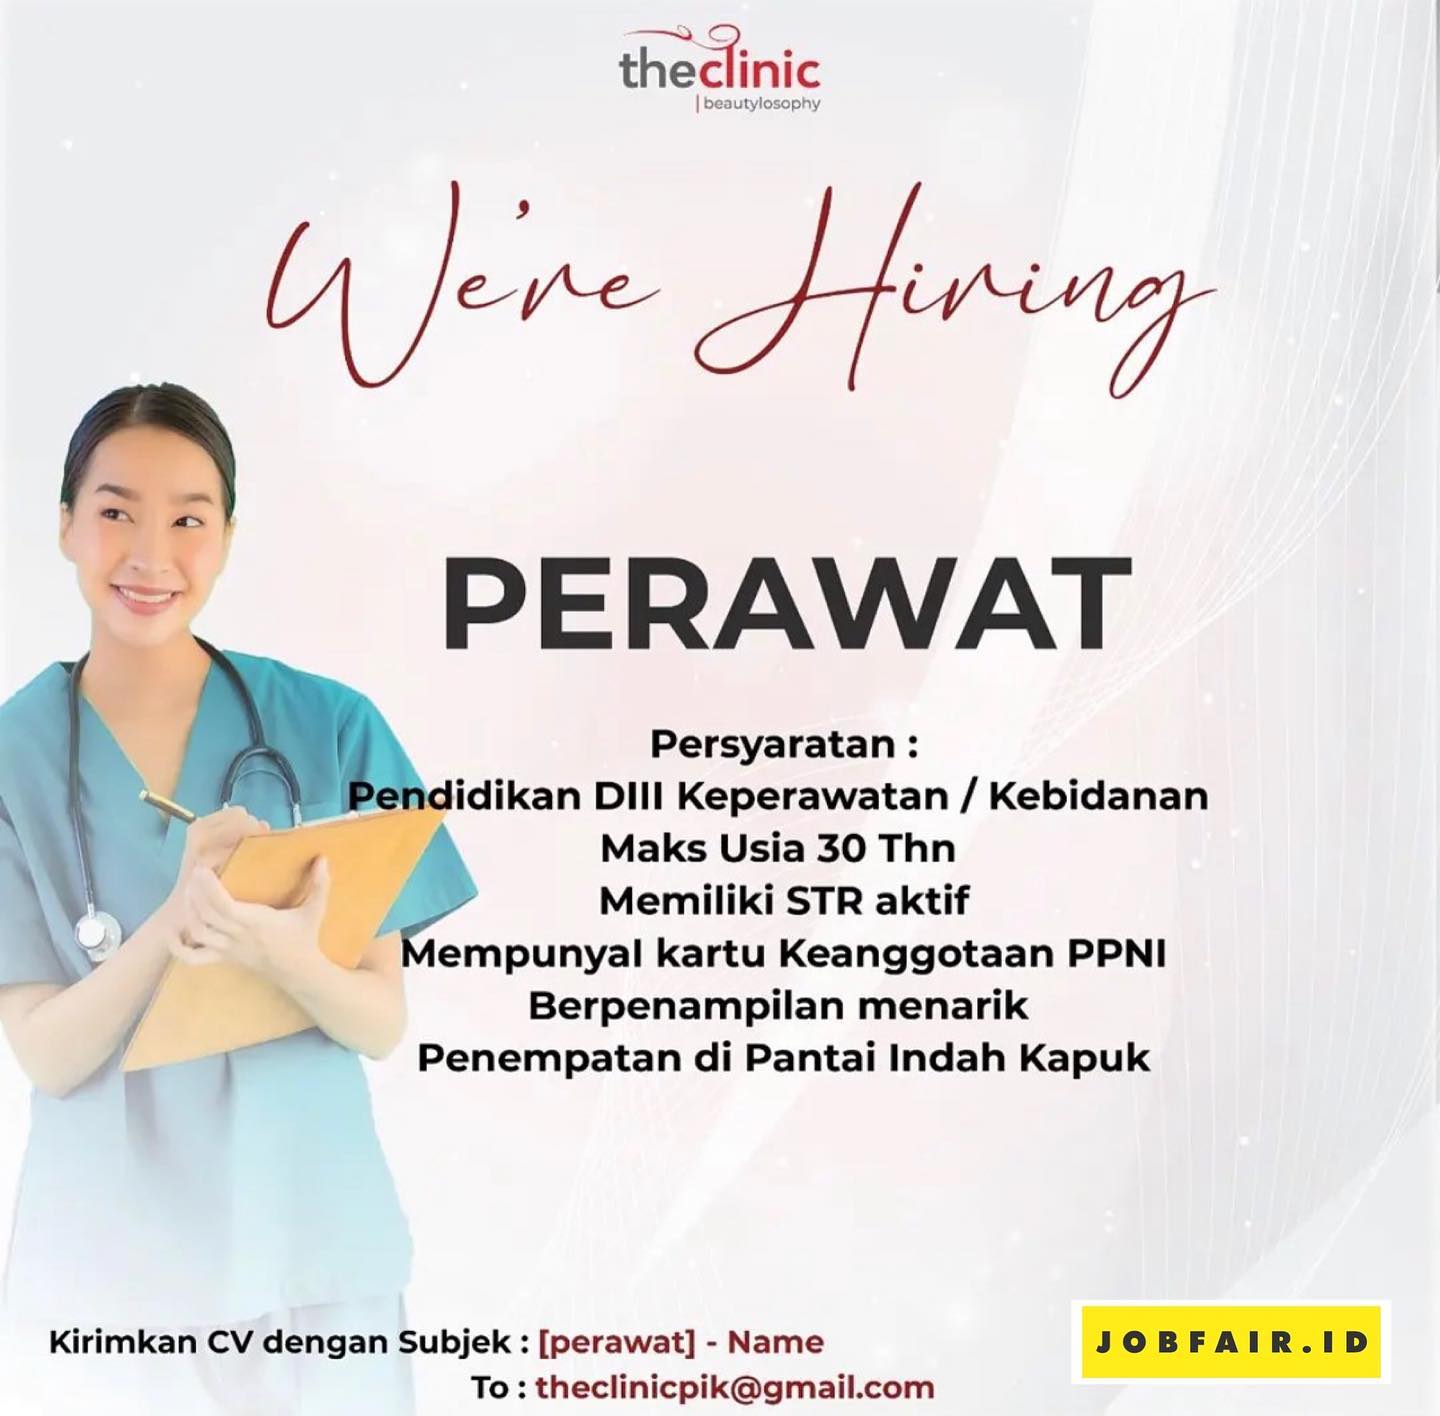 theclinic
| beautylosophy
We're Hiring
PERAWAT
Persyaratan :
Pendidikan DIII Keperawatan / Kebidanan
Maks Usia 30 Thn
Memiliki STR aktif
MempunyaI kartu Keanggotaan PPNI
Berpenampilan menarik
Penempatan di Pantai Indah Kapuk
Kirimkan CV dengan Subjek : [perawat] - Name
To : theclinicpik@gmail.com
JOBFAIR.ID